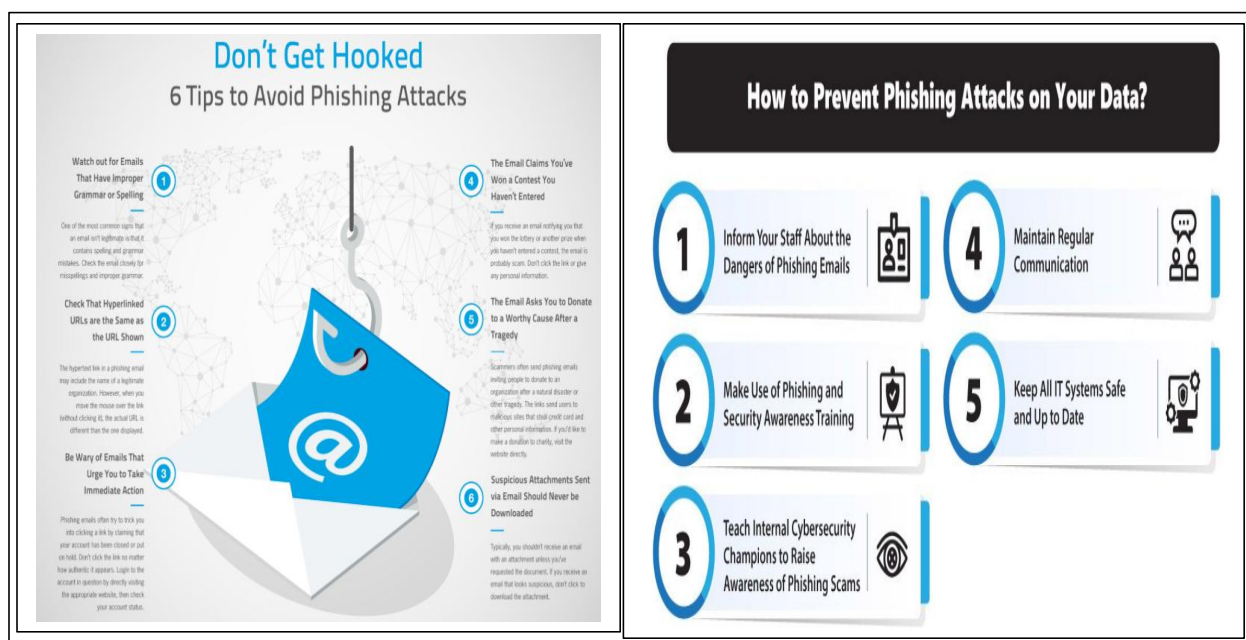 Don't Get Hooked
6 Tips to Avoid Phishing Attacks
Watch out for Emails
That Have Improper
Grammar or Spelling
1
One of the most common signs that
an email isn't legitimate is that it
contains spelling and grammar
mistakes. Check the email closely for
misspellings and improper grammar.
Check That Hyperlinked
URLs are the Same as
the URL Shown
2
The hypertext link in a phishing email
may include the name of a legitimate
organization. However, when you
move the mouse over the link
(without clicking it), the actual URL is
different than the one displayed.
Be Wary of Emails That
Urge You to Take
Immediate Action
3
Phishing emails often try to trick you
into clicking a link by claiming that
your account has been closed or put
on hold. Don't click the link no matter
how authentic it appears. Login to the
account in question by directly visiting
the appropriate website, then check
your account status.
@
4
The Email Claims You've
Won a Contest You
Haven't Entered
If you receive an email notifying you that
you won the lottery or another prize when
you haven't entered a contest, the email is
probably scam. Don't click the link or give
any personal information.
5
The Email Asks You to Donate
to a Worthy Cause After a
Tragedy
Scammers often send phishing emails
inviting people to donate to an
organization after a natural disaster or
other tragedy. The links send users to
malicious sites that steal credit card and
other personal information. If you'd like to
make a donation to charity, visit the
website directly.
6
Suspicious Attachments Sent
via Email Should Never be
Downloaded
Typically, you shouldn't receive an email
with an attachment unless you've
requested the document. If you receive an
email that looks suspicious, don't click to
download the attachment.
How to Prevent Phishing Attacks on Your Data?
1
Inform Your Staff About the
Dangers of Phishing Emails
2
Make Use of Phishing and
Security Awareness Training
3
Teach Internal Cybersecurity
Champions to Raise
Awareness of Phishing Scams
4
Maintain Regular
Communication
5
Keep All IT Systems Safe
and Up to Date